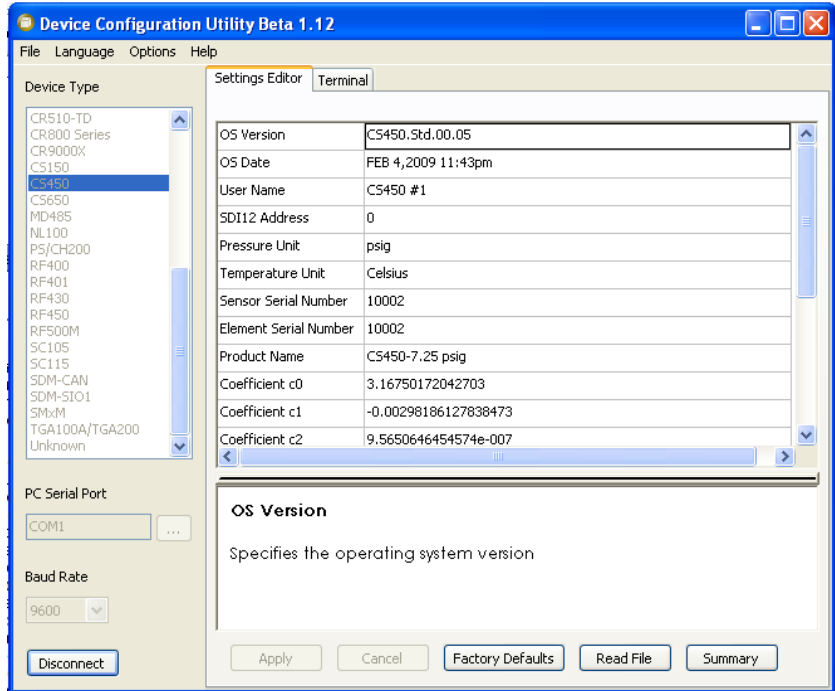 Device Configuration Utility Beta 1.12
File Language Options Help
Device Type
CR510-TD
CR800 Series
CR9000X
CS150
CS450
CS650
MD485
NL100
PS/CH200
RF400
RF401
RF430
RF450
RF500M
SC105
SC115
SDM-CAN
SDM-SIO1
SMxM
TGA100A/TGA200
Unknown
PC Serial Port
COM1
...
Baud Rate
9600
Disconnect
Settings Editor Terminal
OS Version CS450.Std.00.05
OS Date FEB 4,2009 11:43pm
User Name CS450 #1
SDI12 Address 0
Pressure Unit psig
Temperature Unit Celsius
Sensor Serial Number 10002
Element Serial Number 10002
Product Name CS450-7.25 psig
Coefficient c0 3.16750172042703
Coefficient c1 -0.00298186127838473
Coefficient c2 9.5650646454574e-007
OS Version
Specifies the operating system version
Apply Cancel Factory Defaults Read File Summary